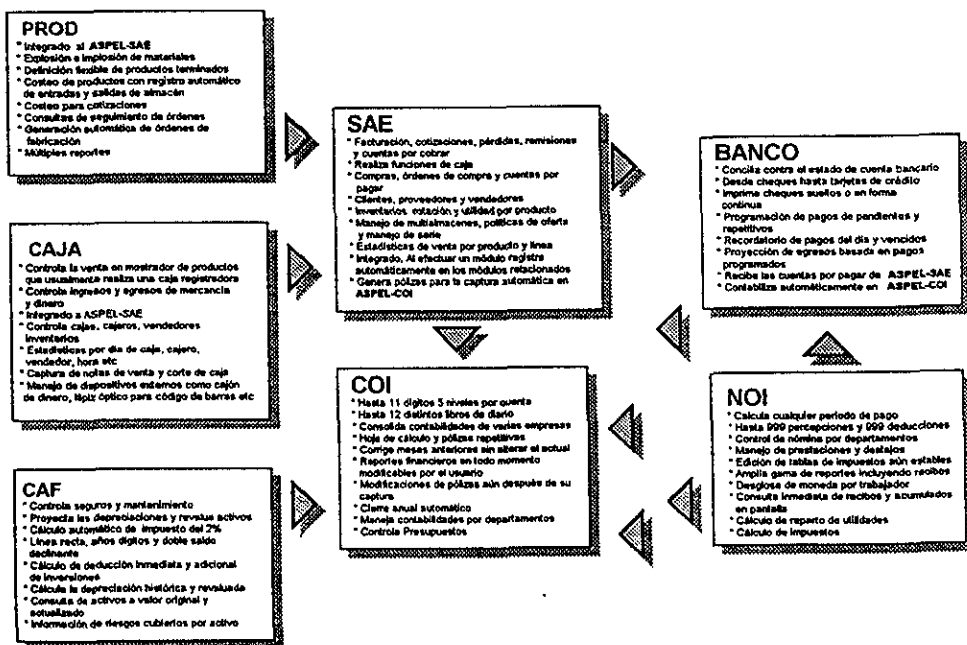 PROD
* Integrado al ASPEL-SAE
* Explosión e implosión de materiales
* Definición flexible de productos terminados
* Costeo de productos con registro automático
de entradas y salidas de almacén
* Costeo para cotizaciones
* Consultas de seguimiento de órdenes
* Generación automática de órdenes de
fabricación
* Múltiples reportes
CAJA
* Controla la venta en mostrador de productos
que usualmente realiza una caja registradora
* Controla ingresos y egresos de mercancía
y dinero
* Integrado a ASPEL-SAE
* Controla cajas, cajeros, vendedores
inventarios
* Estadísticas por día de caja, cajero,
vendedor, hora etc
* Captura de notas de venta y corte de caja
* Manejo de dispositivos externos como cajón
de dinero, lápiz óptico para código de barras etc
CAF
* Controla seguros y mantenimiento
* Proyecta las depreciaciones y revalua activos
* Cálculo automático de impuesto del 2%
* Línea recta, años dígitos y doble saldo
declinante
* Cálculo de deducción inmediata y adicional
de inversiones
* Cálcula la depreciación histórica y revaluada
* Consulta de activos a valor original y
actualizado
* Información de riesgos cubiertos por activo
SAE
* Facturación, cotizaciones, pérdidas, remisiones
y cuentas por cobrar
* Realiza funciones de caja
* Compras, órdenes de compra y cuentas por
pagar
* Clientes, proveedores y vendedores
* Inventarios, rotación y utilidad por producto
* Manejo de multialmacenes, políticas de oferta
y manejo de serie
* Estadísticas de venta por producto y línea
* Integrado, Al efectuar un módulo registra
automáticamente en los módulos relacionados
* Genera pólizas para la captura automática en
ASPEL-COI
COI
* Hasta 11 dígitos 5 niveles por cuenta
* Hasta 12 distintos libros de diario
* Consolida contabilidades de varias empresas
* Hoja de cálculo y pólizas repetitivas
* Corrige meses anteriores sin alterar el actual
* Reportes financieros en todo momento
modificables por el usuario
* Modificaciones de pólizas aún después de su
captura
* Cierre anual automático
* Maneja contabilidades por departamentos
* Controla Presupuestos
BANCO
* Concilia contra el estado de cuenta bancario
* Desde cheques hasta tarjetas de crédito
* Imprime cheques sueltos o en forma
continua
* Programación de pagos de pendientes y
repetitivos
* Recordatorio de pagos del día y vencidos
* Proyección de egresos basada en pagos
programados
* Recibe las cuentas por pagar de ASPEL-SAE
* Contabiliza automáticamente en ASPEL-COI
NOI
* Calcula cualquier periodo de pago
* Hasta 999 percepciones y 999 deducciones
* Control de nómina por departamentos
* Manejo de prestaciones y destajos
* Edición de tablas de impuestos aún estables
* Amplia gama de reportes incluyendo recibos
* Desglose de moneda por trabajador
* Consulta inmediata de recibos y acumulados
en pantalla
* Cálculo de reparto de utilidades
* Cálculo de impuestos